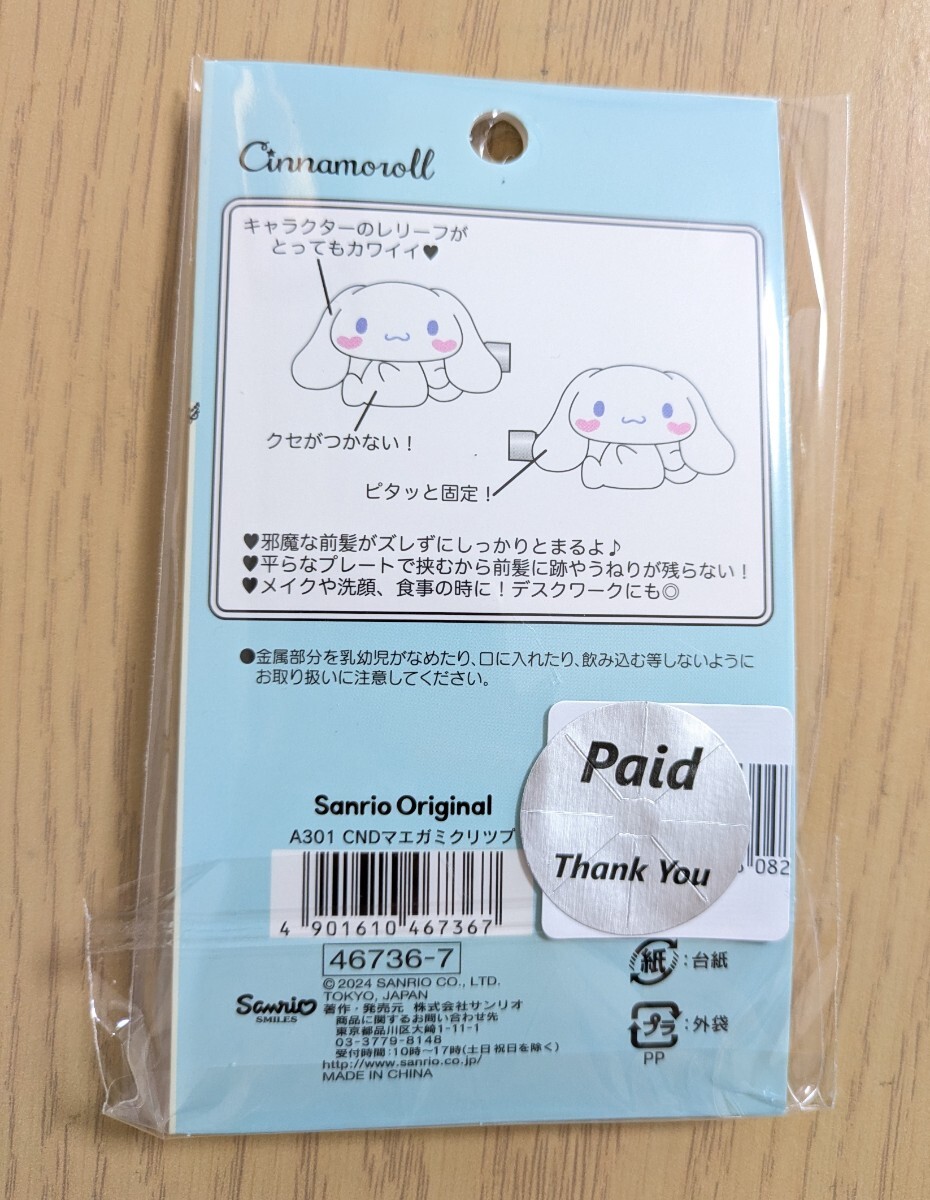 Cinnamoroll
キャラクターのレリーフが
とってもカワイイ♥
クセがつかない！
ピタッと固定！
♥邪魔な前髪がズレずにしっかりとまるよ♪
♥平らなプレートで挟むから前髪に跡やうねりが残らない！
♥メイクや洗顔、食事の時に！デスクワークにも◎
●金属部分を乳幼児がなめたり、口に入れたり、飲み込む等しないように
お取り扱いに注意してください。
Paid
Thank You
082
Sanrio Original
A301 CNDマエガミクリップ
4 901610 467367
46736-7
©2024 SANRIO CO., LTD.
TOKYO, JAPAN
Sanrio
SMILES
著作・発売元 株式会社サンリオ
商品に関するお問い合わせ先
東京都品川区大崎1-11-1
03-3779-8148
受付時間：10時〜17時(土日祝日を除く)
http://www.sanrio.co.jp/
MADE IN CHINA
紙：台紙
プラ：外袋
PP